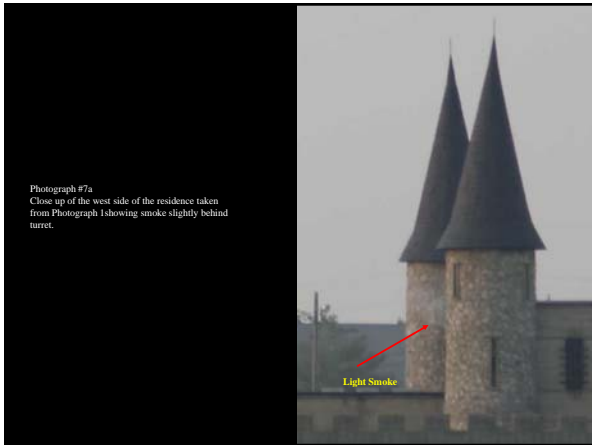 Photograph #7a
Close up of the west side of the residence taken
from Photograph 1showing smoke slightly behind
turret.
Light Smoke